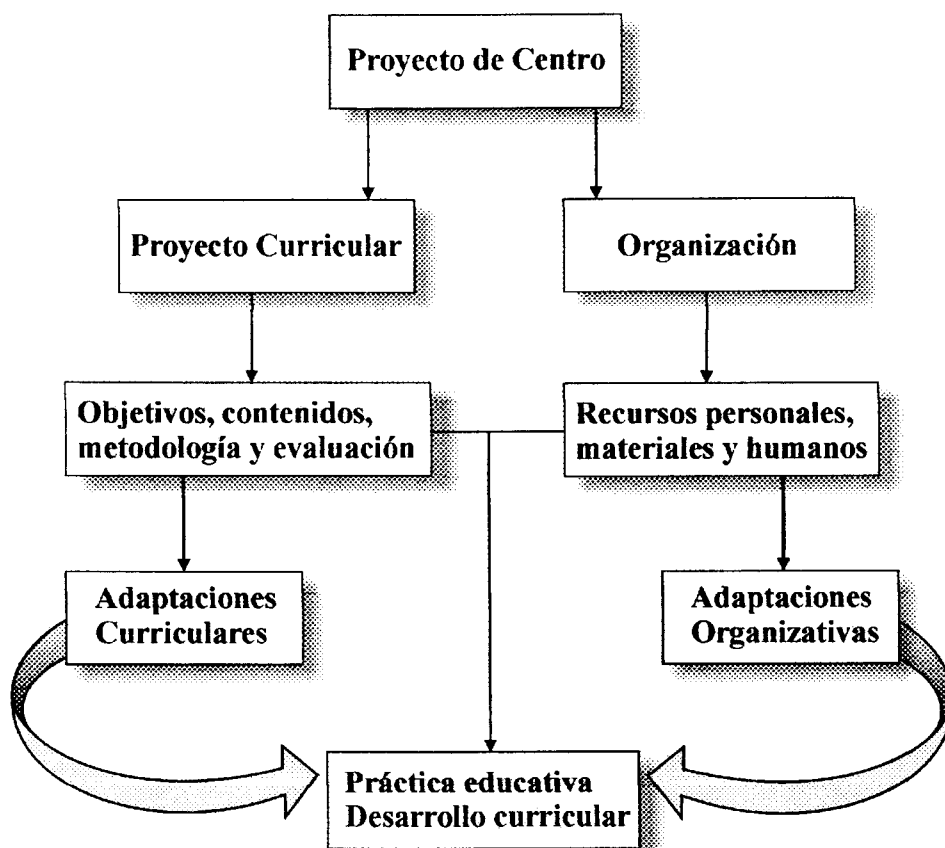 Proyecto de Centro
Proyecto Curricular
Organización
Objetivos, contenidos,
metodología y evaluación
Recursos personales,
materiales y humanos
Adaptaciones
Curriculares
Adaptaciones
Organizativas
Práctica educativa
Desarrollo curricular